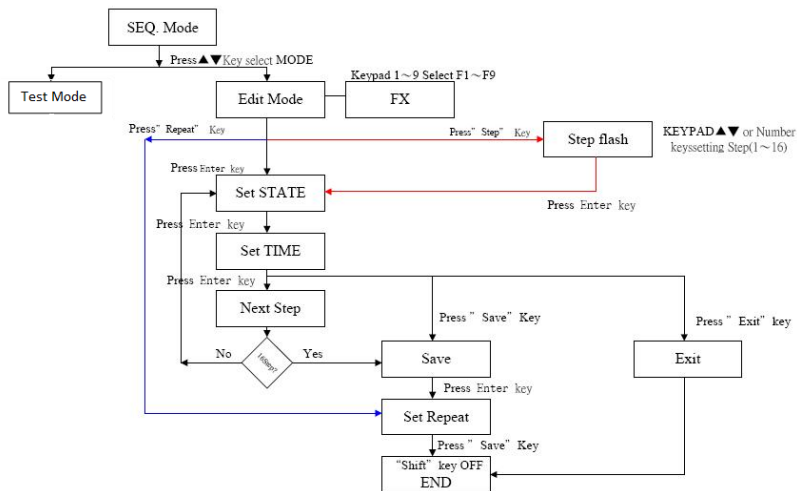 SEQ. Mode
Press▲▼Key select MODE
Keypad 1～9 Select F1～F9
Test Mode
Edit Mode
FX
Press”Repeat” Key
Press”Step” Key
Step flash
KEYPAD▲▼ or Number
keyssetting Step(1～16)
Press Enter key
Set STATE
Press Enter key
Press Enter key
Set TIME
Press Enter key
Next Step
Press ” Save” Key
Press ” Exit” key
No
16Step?
Yes
Save
Exit
Press Enter key
Set Repeat
Press ” Save” Key
“Shift” key OFF
END